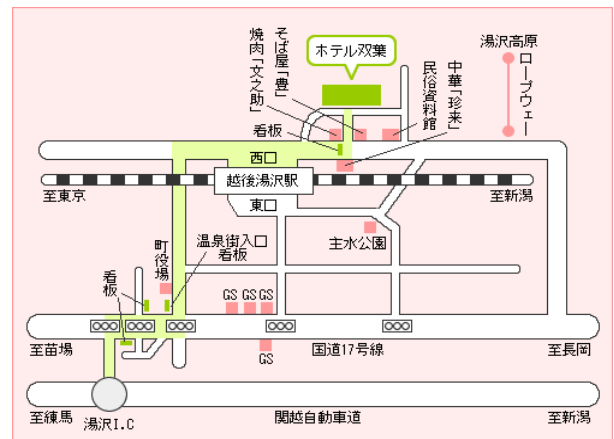 ホテル双葉
湯沢高原
ロープウェー
そば屋「豊」
焼肉「文之助」
中華「珍来」
民俗資料館
看板
西口
越後湯沢駅
東口
至東京
至新潟
主水公園
町役場
温泉街入口
看板
看板
GS GS GS
GS
至苗場
国道17号線
至長岡
至練馬
湯沢I.C
関越自動車道
至新潟